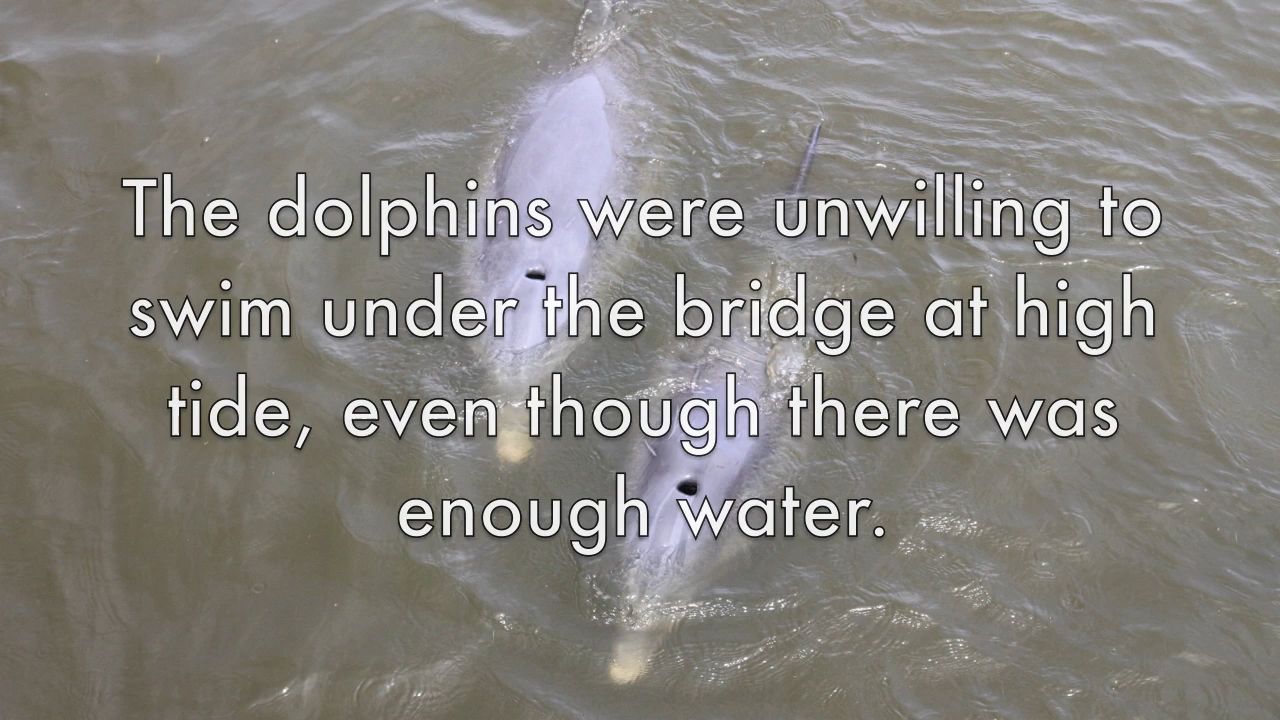 The dolphins were unwilling to
swim under the bridge at high
tide, even though there was
enough water.